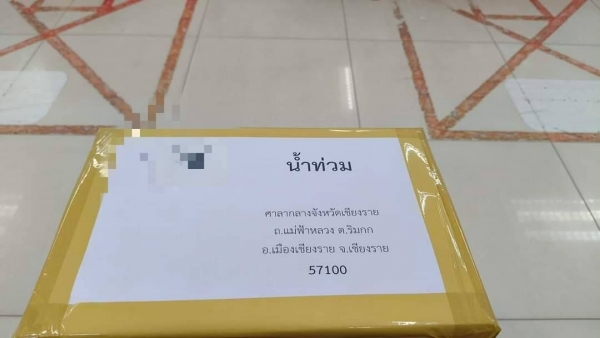 น้ำท่วม
ศาลากลางจังหวัดเชียงราย
ถ.แม่ฟ้าหลวง ต.ริมกก
อ.เมืองเชียงราย จ.เชียงราย
57100